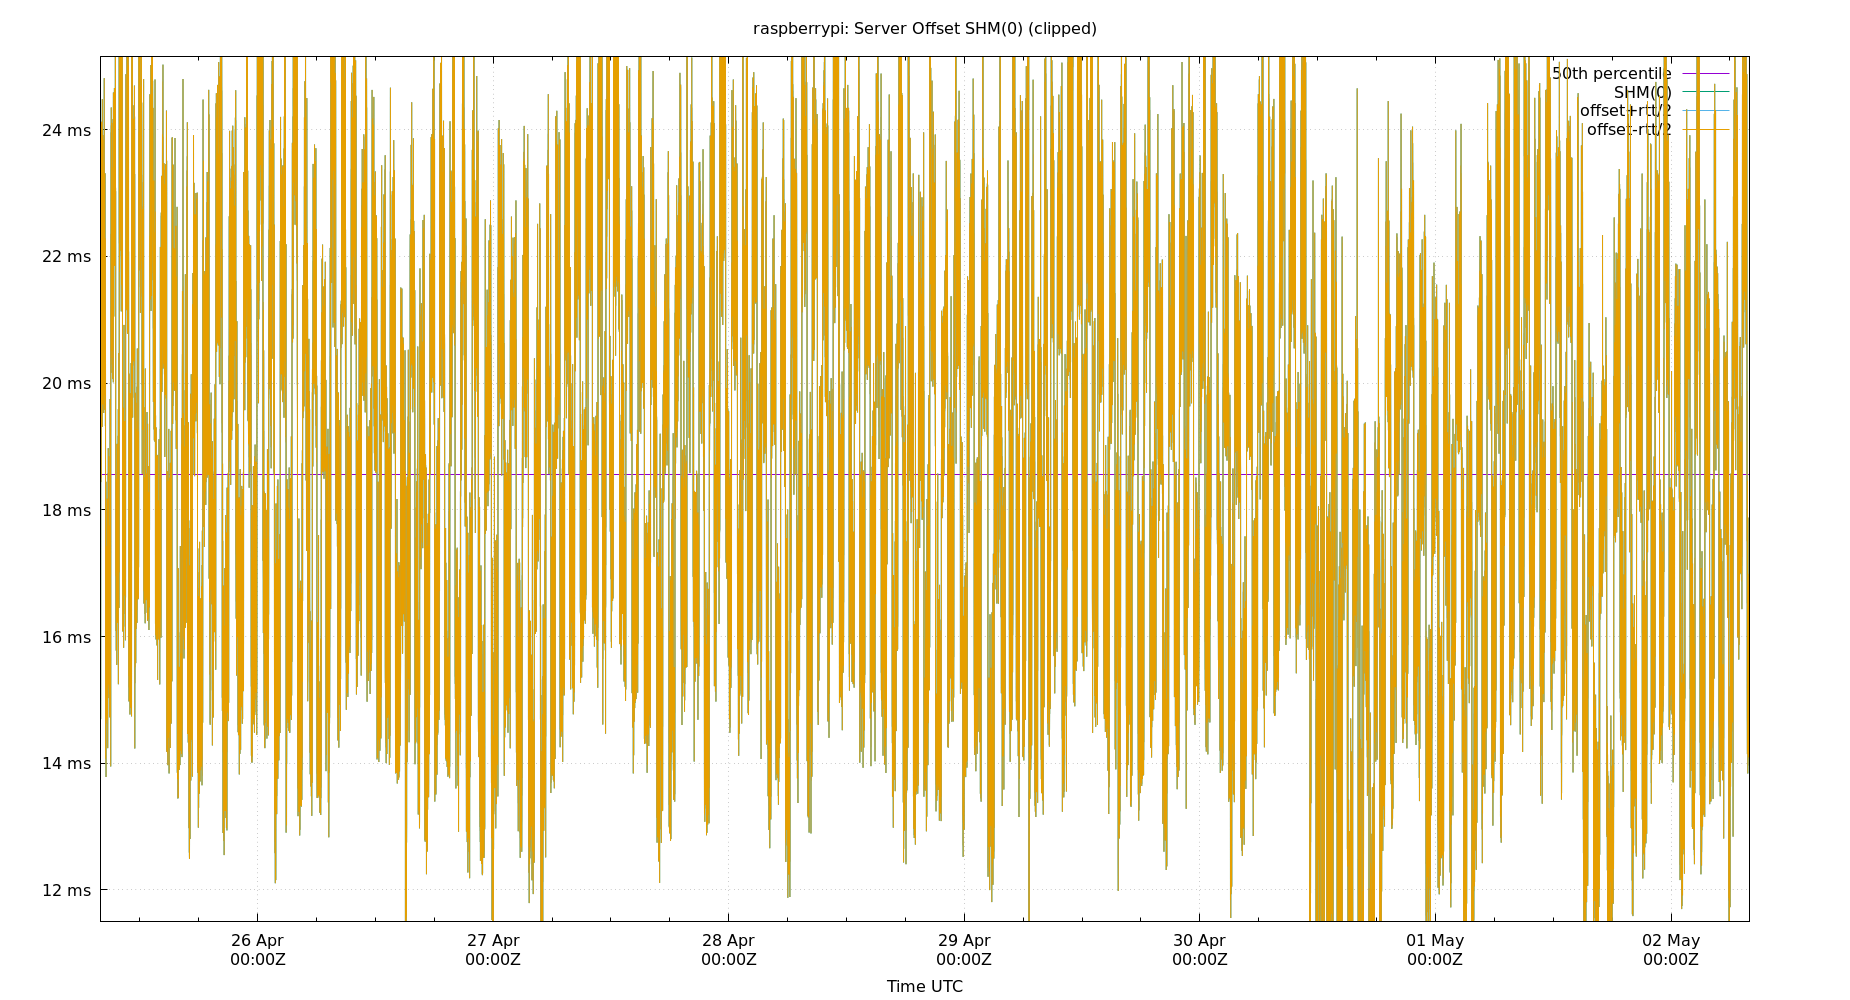 raspberrypi: Server Offset SHM(0) (clipped)
50th percentile
SHM(0)
offset+rtt/2
offset-rtt/2
24 ms
22 ms
20 ms
18 ms
16 ms
14 ms
12 ms
26 Apr 27 Apr 28 Apr 29 Apr 30 Apr 01 May 02 May
00:00Z 00:00Z 00:00Z 00:00Z 00:00Z 00:00Z 00:00Z
Time UTC